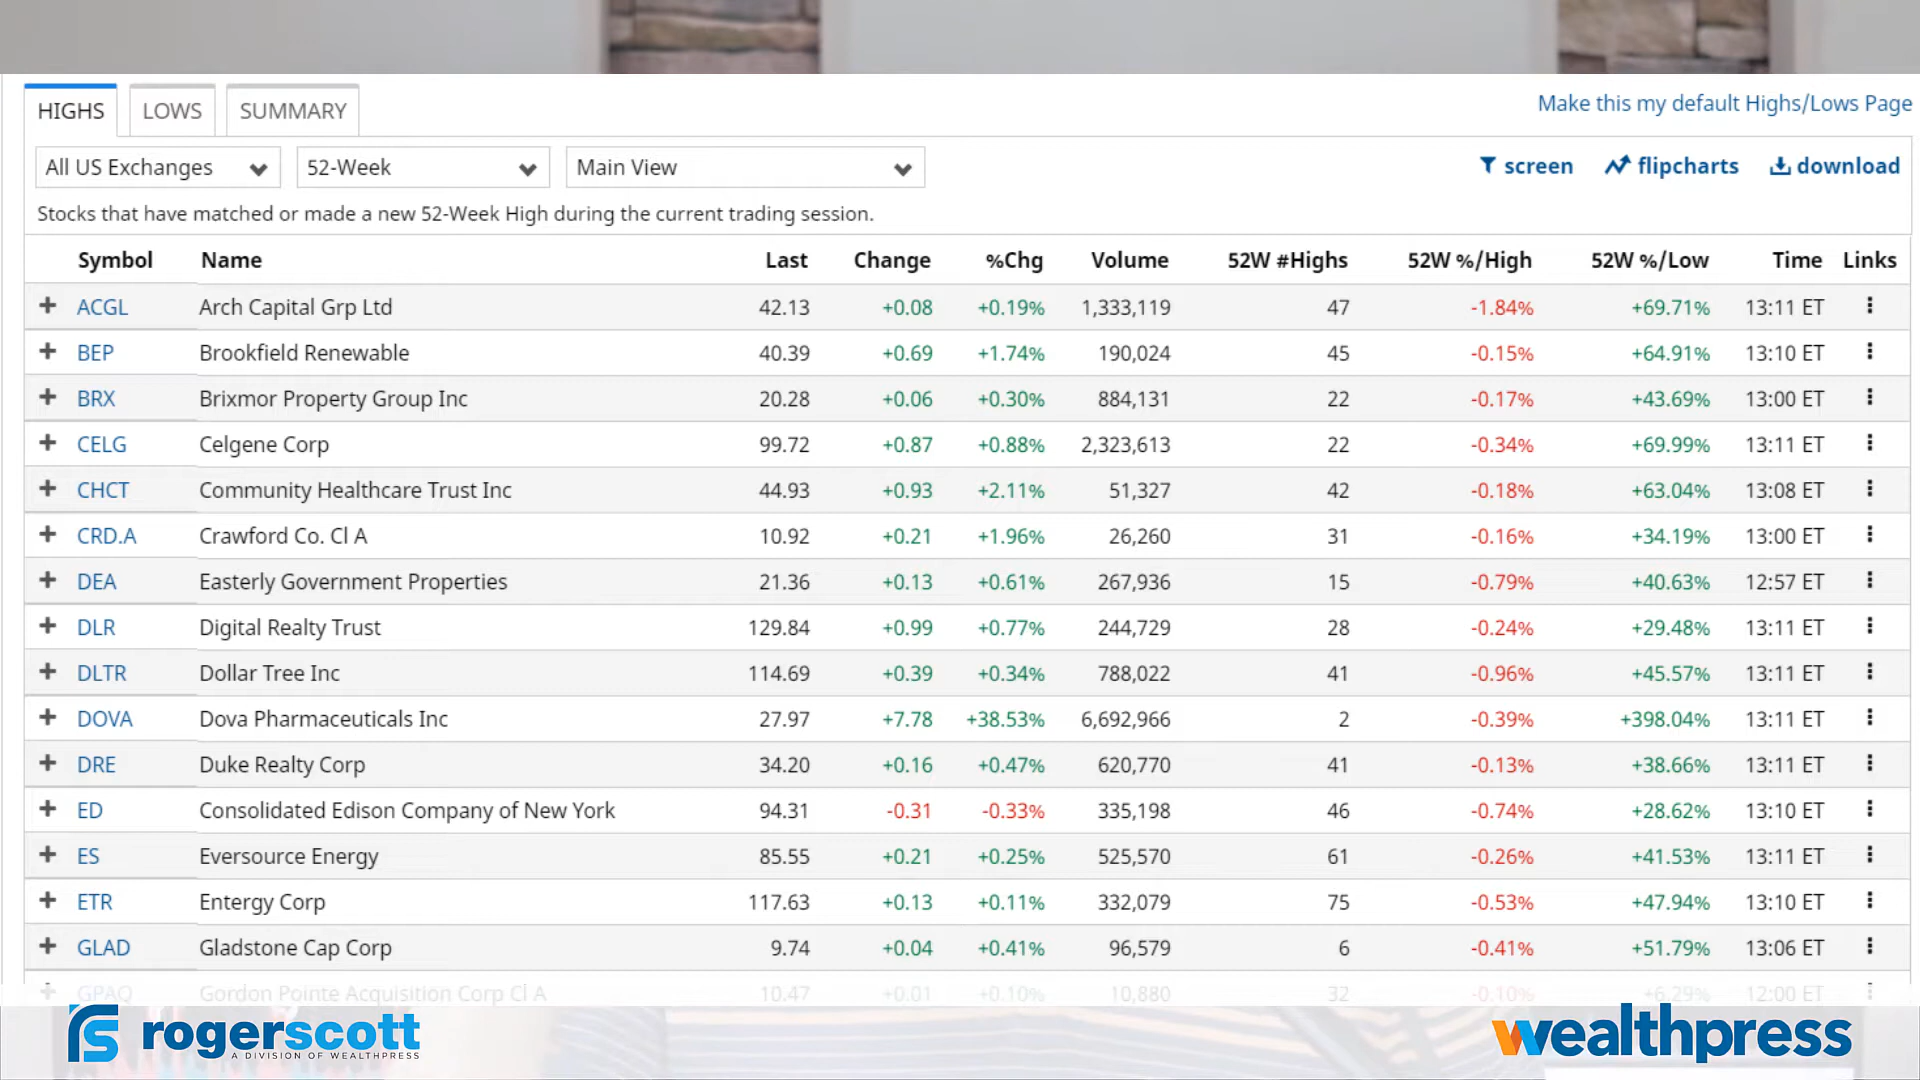 HIGHS LOWS SUMMARY Make this my default Highs/Lows Page
All US Exchanges 52-Week Main View screen flipcharts download
Stocks that have matched or made a new 52-Week High during the current trading session.
Symbol Name Last Change %Chg Volume 52W #Highs 52W %/High 52W %/Low Time Links
+ ACGL Arch Capital Grp Ltd 42.13 +0.08 +0.19% 1,333,119 47 -1.84% +69.71% 13:11 ET
+ BEP Brookfield Renewable 40.39 +0.69 +1.74% 190,024 45 -0.15% +64.91% 13:10 ET
+ BRX Brixmor Property Group Inc 20.28 +0.06 +0.30% 884,131 22 -0.17% +43.69% 13:00 ET
+ CELG Celgene Corp 99.72 +0.87 +0.88% 2,323,613 22 -0.34% +69.99% 13:11 ET
+ CHCT Community Healthcare Trust Inc 44.93 +0.93 +2.11% 51,327 42 -0.18% +63.04% 13:08 ET
+ CRD.A Crawford Co. Cl A 10.92 +0.21 +1.96% 26,260 31 -0.16% +34.19% 13:00 ET
+ DEA Easterly Government Properties 21.36 +0.13 +0.61% 267,936 15 -0.79% +40.63% 12:57 ET
+ DLR Digital Realty Trust 129.84 +0.99 +0.77% 244,729 28 -0.24% +29.48% 13:11 ET
+ DLTR Dollar Tree Inc 114.69 +0.39 +0.34% 788,022 41 -0.96% +45.57% 13:11 ET
+ DOVA Dova Pharmaceuticals Inc 27.97 +7.78 +38.53% 6,692,966 2 -0.39% +398.04% 13:11 ET
+ DRE Duke Realty Corp 34.20 +0.16 +0.47% 620,770 41 -0.13% +38.66% 13:11 ET
+ ED Consolidated Edison Company of New York 94.31 -0.31 -0.33% 335,198 46 -0.74% +28.62% 13:10 ET
+ ES Eversource Energy 85.55 +0.21 +0.25% 525,570 61 -0.26% +41.53% 13:11 ET
+ ETR Entergy Corp 117.63 +0.13 +0.11% 332,079 75 -0.53% +47.94% 13:10 ET
+ GLAD Gladstone Cap Corp 9.74 +0.04 +0.41% 96,579 6 -0.41% +51.79% 13:06 ET
+ GPAQ Gordon Pointe Acquisition Corp Cl A 10.47 +0.01 +0.10% 10,880 32 -0.10% +6.29% 12:00 ET
rogerscott wealthpress
A DIVISION OF WEALTHPRESS